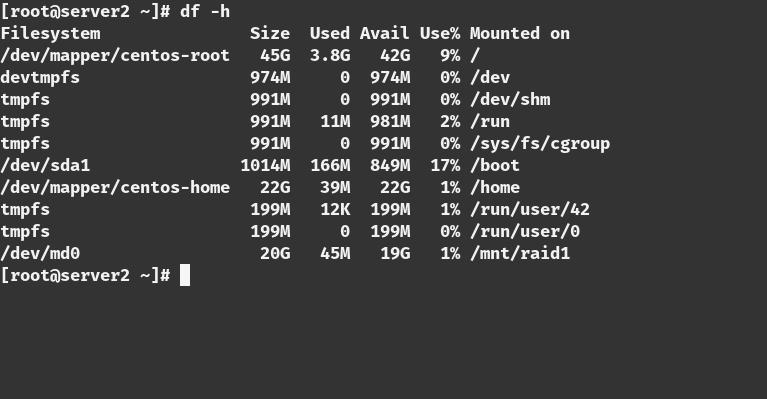 [root@server2 ~]# df -h
Filesystem               Size  Used Avail Use% Mounted on
/dev/mapper/centos-root   45G  3.8G   42G   9% /
devtmpfs                 974M     0  974M   0% /dev
tmpfs                    991M     0  991M   0% /dev/shm
tmpfs                    991M   11M  981M   2% /run
tmpfs                    991M     0  991M   0% /sys/fs/cgroup
/dev/sda1               1014M  166M  849M  17% /boot
/dev/mapper/centos-home   22G   39M   22G   1% /home
tmpfs                    199M   12K  199M   1% /run/user/42
tmpfs                    199M     0  199M   0% /run/user/0
/dev/md0                  20G   45M   19G   1% /mnt/raid1
[root@server2 ~]#